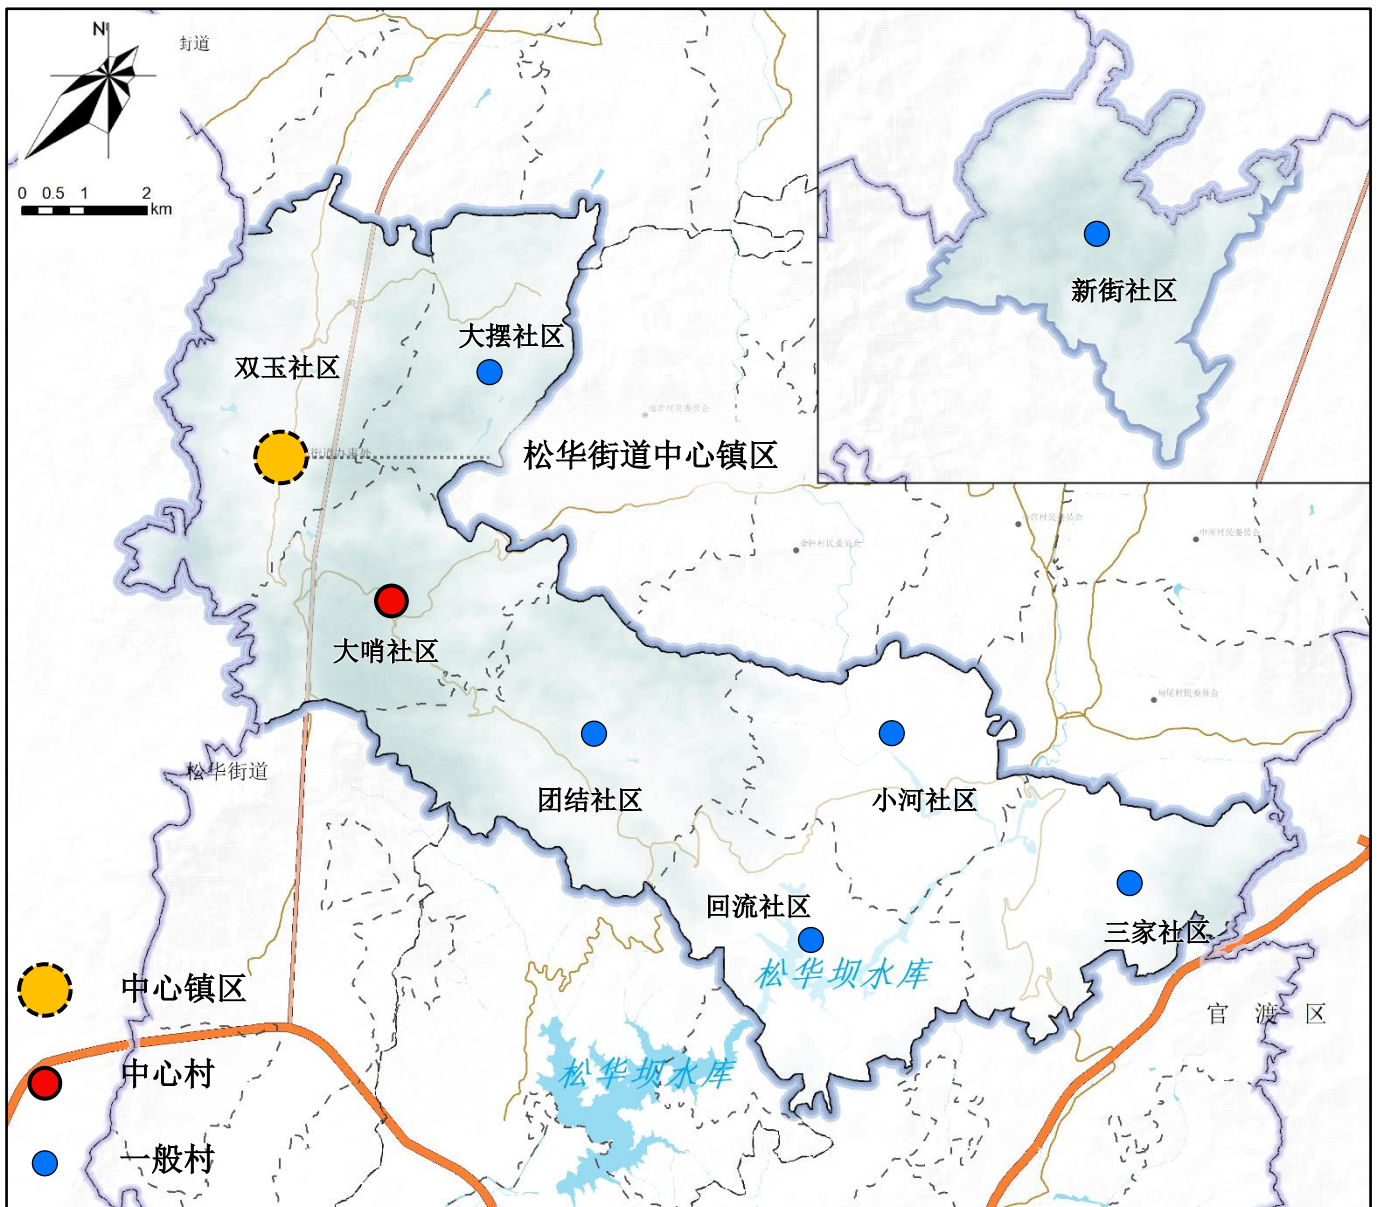 N
街道
0 0.5 1 2
km
新街社区
大摆社区
双玉社区
松华街道中心镇区
大哨社区
松华街道
团结社区
小河社区
回流社区
三家社区
松华坝水库
官渡区
松华坝水库
中心镇区
中心村
一般村